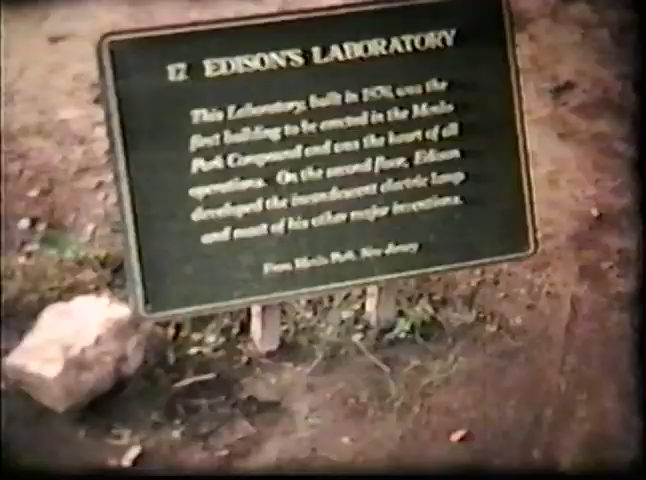 17 EDISON'S LABORATORY
This Laboratory, built in 1876, was the
first building to be erected in the Menlo
Park Compound and was the heart of all
operations. On the second floor, Edison
developed the incandescent electric lamp
and most of his other major inventions.
From Menlo Park, New Jersey